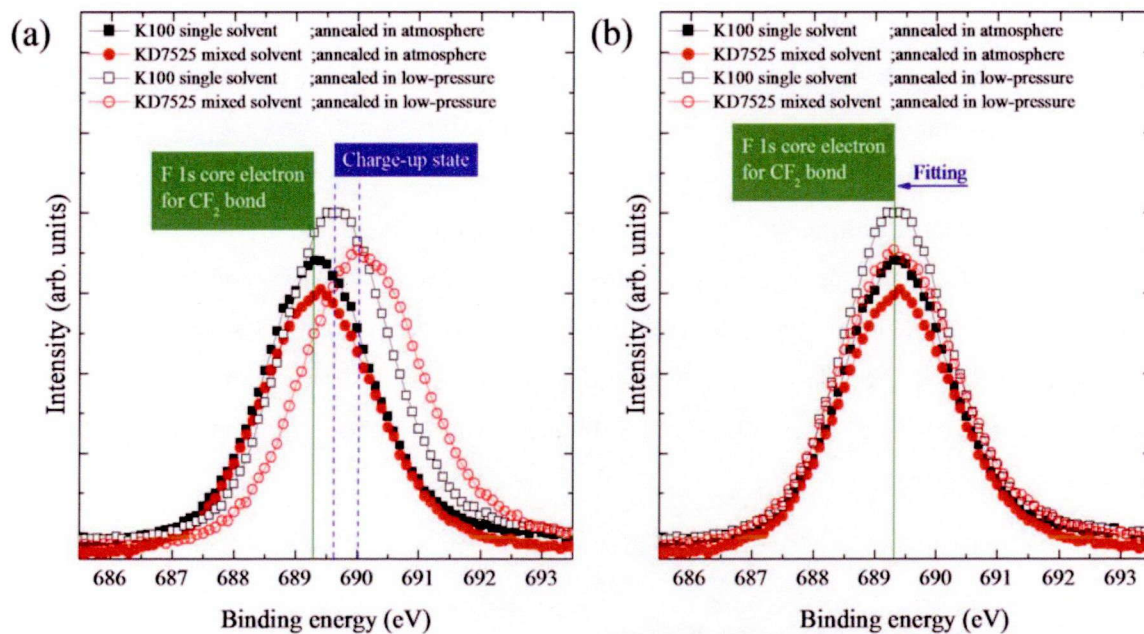 (a)
K100 single solvent ;annealed in atmosphere
KD7525 mixed solvent ;annealed in atmosphere
K100 single solvent ;annealed in low-pressure
KD7525 mixed solvent ;annealed in low-pressure
F 1s core electron
for CF₂ bond
Charge-up state
Intensity (arb. units)
686 687 688 689 690 691 692 693
Binding energy (eV)
(b)
K100 single solvent ;annealed in atmosphere
KD7525 mixed solvent ;annealed in atmosphere
K100 single solvent ;annealed in low-pressure
KD7525 mixed solvent ;annealed in low-pressure
F 1s core electron
for CF₂ bond
Fitting
Intensity (arb. units)
686 687 688 689 690 691 692 693
Binding energy (eV)